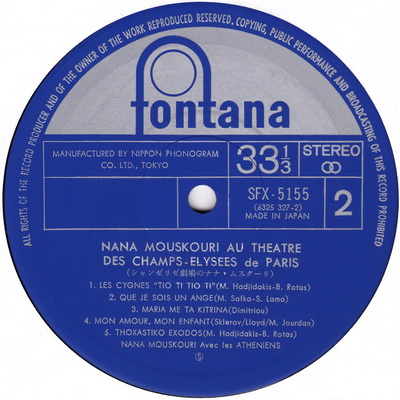 ALL RIGHTS OF THE RECORD PRODUCER AND OF THE OWNER OF THE WORK REPRODUCED RESERVED. COPYING, PUBLIC PERFORMANCE AND BROADCASTING OF THIS RECORD PROHIBITED
fontana
MANUFACTURED BY NIPPON PHONOGRAM
CO. LTD., TOKYO
33 1/3
STEREO
SFX-5155
(6325 327-2)
MADE IN JAPAN
2
NANA MOUSKOURI AU THEATRE
DES CHAMPS-ELYSEES de PARIS
(シャンゼリゼ劇場のナナ・ムスクーリ)
1. LES CYGNES "TIO TI TIO TI"(M. Hadjidakis-B. Rotas)
2. QUE JE SOIS UN ANGE(M. Safka-S. Lama)
3. MARIA ME TA KITRINA(Dimitriou)
4. MON AMOUR, MON ENFANT(Sklerov/Lloyd/M. Jourdan)
5. THOXASTIKO EXODOS(M. Hadjidakis-B. Rotas)
NANA MOUSKOURI Avec les ATHENIENS
Ⓢ